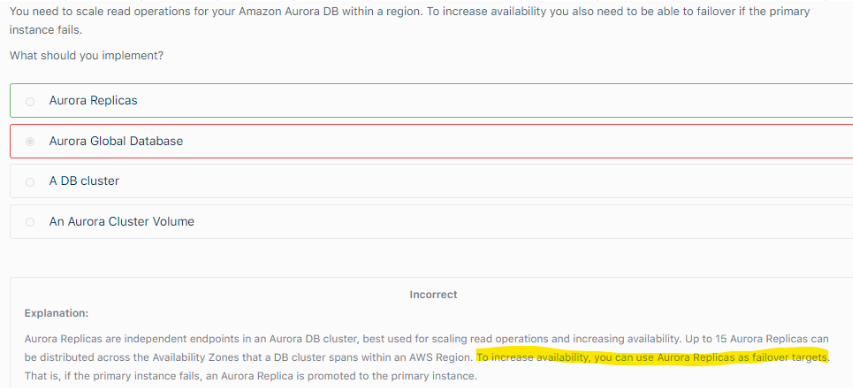 You need to scale read operations for your Amazon Aurora DB within a region. To increase availability you also need to be able to failover if the primary
instance fails.
What should you implement?
Aurora Replicas
Aurora Global Database
A DB cluster
An Aurora Cluster Volume
Incorrect
Explanation:
Aurora Replicas are independent endpoints in an Aurora DB cluster, best used for scaling read operations and increasing availability. Up to 15 Aurora Replicas can
be distributed across the Availability Zones that a DB cluster spans within an AWS Region. To increase availability, you can use Aurora Replicas as failover targets.
That is, if the primary instance fails, an Aurora Replica is promoted to the primary instance.